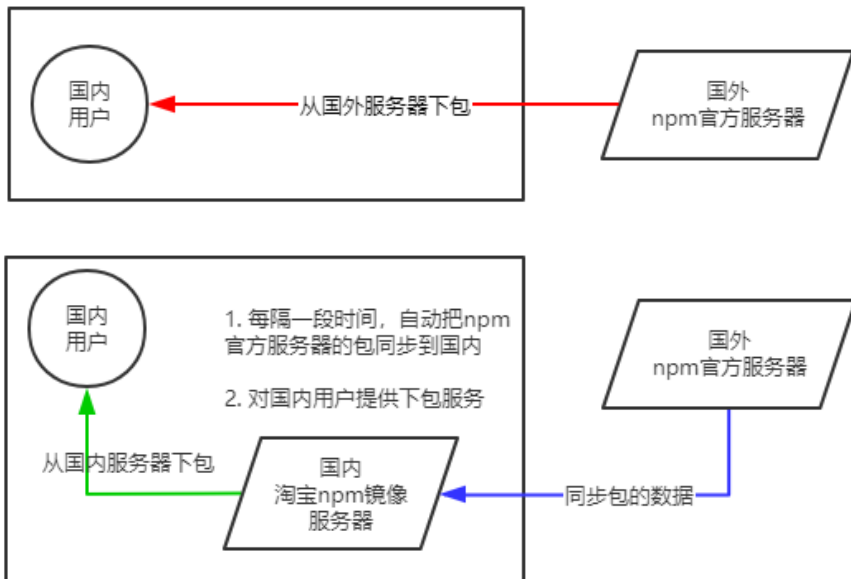 国内
用户
从国外服务器下包
国外
npm官方服务器
国内
用户
1. 每隔一段时间，自动把npm
官方服务器的包同步到国内
2. 对国内用户提供下包服务
国外
npm官方服务器
从国内服务器下包
国内
淘宝npm镜像
服务器
同步包的数据